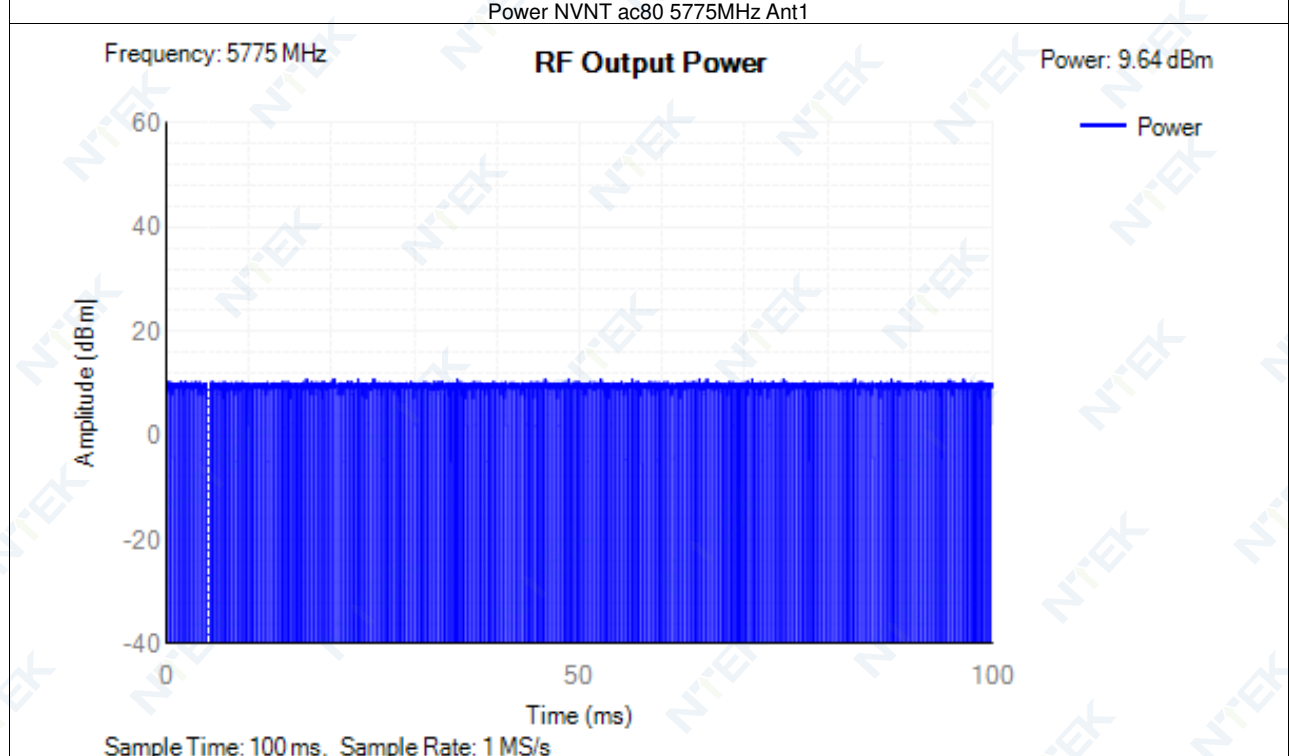 Power NVNT ac80 5775MHz Ant1
Frequency: 5775 MHz
RF Output Power
Power: 9.64 dBm
Power
60
40
20
0
-20
-40
Amplitude (dBm)
0
50
100
Time (ms)
Sample Time: 100 ms, Sample Rate: 1 MS/s
NTEK